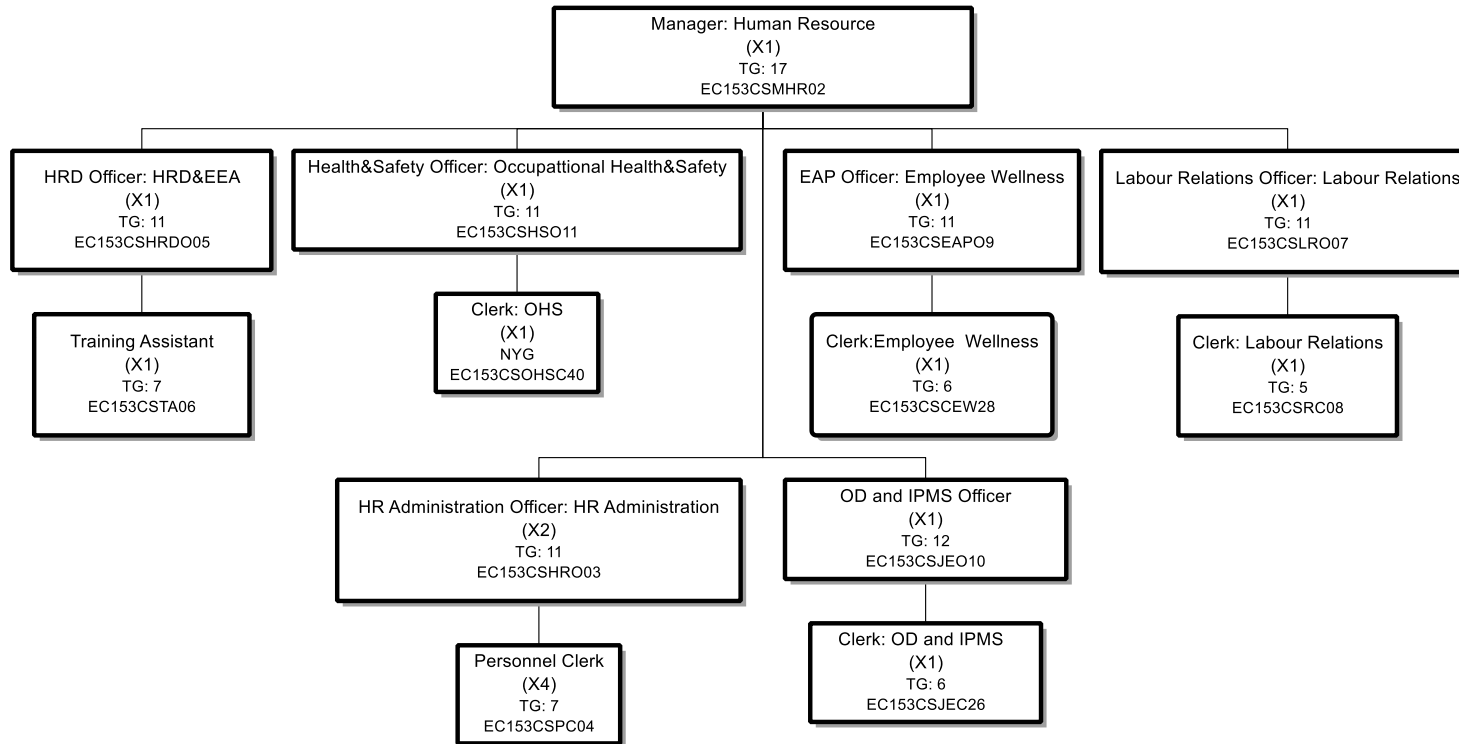 Manager: Human Resource
(X1)
TG: 17
EC153CSMHR02
HRD Officer: HRD&EEA
(X1)
TG: 11
EC153CSHRDO05
Health&Safety Officer: Occupattional Health&Safety
(X1)
TG: 11
EC153CSHSO11
EAP Officer: Employee Wellness
(X1)
TG: 11
EC153CSEAPO9
Labour Relations Officer: Labour Relations
(X1)
TG: 11
EC153CSLRO07
Training Assistant
(X1)
TG: 7
EC153CSTA06
Clerk: OHS
(X1)
NYG
EC153CSOHSC40
Clerk:Employee  Wellness
(X1)
TG: 6
EC153CSCEW28
Clerk: Labour Relations
(X1)
TG: 5
EC153CSRC08
HR Administration Officer: HR Administration
(X2)
TG: 11
EC153CSHRO03
OD and IPMS Officer
(X1)
TG: 12
EC153CSJEO10
Personnel Clerk
(X4)
TG: 7
EC153CSPC04
Clerk: OD and IPMS
(X1)
TG: 6
EC153CSJEC26